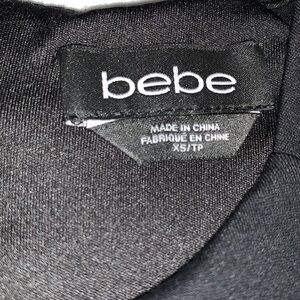 bebe
MADE IN CHINA
FABRIQUÉ EN CHINE
XS/TP